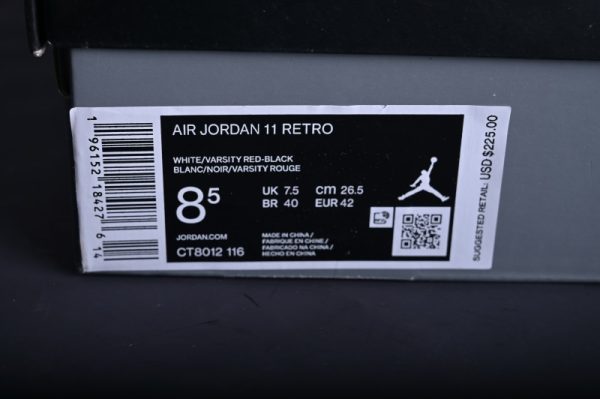 AIR JORDAN 11 RETRO
WHITE/VARSITY RED-BLACK
BLANC/NOIR/VARSITY ROUGE
8 5
UK 7.5 cm 26.5
BR 40 EUR 42
JORDAN.COM
CT8012 116
MADE IN CHINA/
FABRIQUÉ EN CHINE/
FABRICADO NA CHINA/
HECHO EN CHINA
SUGGESTED RETAIL: USD $225.00
1 96152 18427 6 14